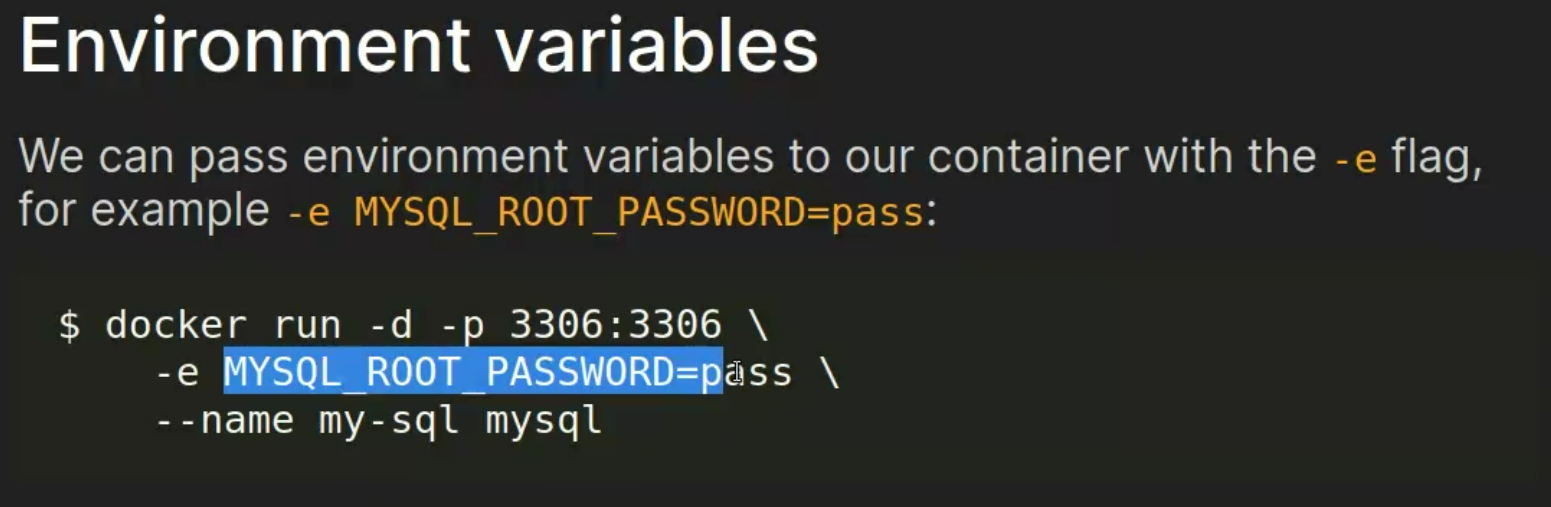 Environment variables
We can pass environment variables to our container with the -e flag,
for example -e MYSQL_ROOT_PASSWORD=pass:
$ docker run -d -p 3306:3306 \
-e MYSQL_ROOT_PASSWORD=pass \
--name my-sql mysql